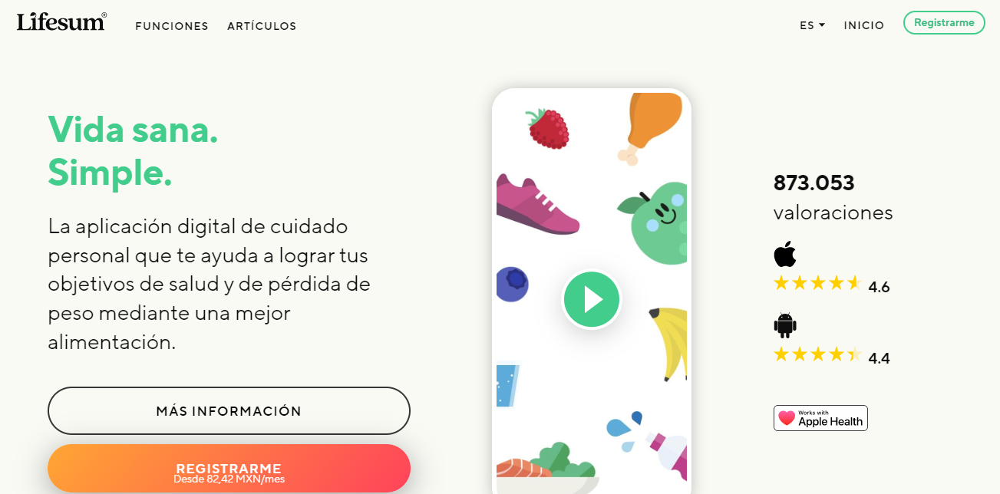 Lifesum®
FUNCIONES
ARTÍCULOS
ES
INICIO
Registrarme
Vida sana.
Simple.
La aplicación digital de cuidado
personal que te ayuda a lograr tus
objetivos de salud y de pérdida de
peso mediante una mejor
alimentación.
MÁS INFORMACIÓN
REGISTRARME
Desde 82,42 MXN/mes
873.053
valoraciones
4.6
4.4
Works with
Apple Health